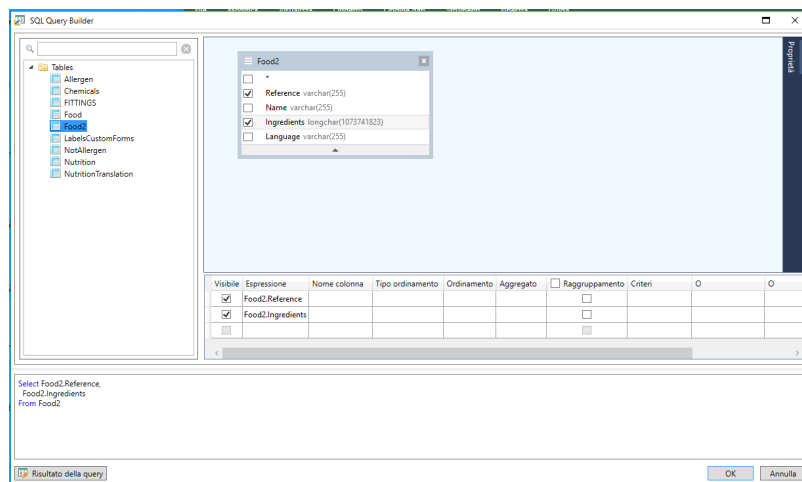 SQL Query Builder
Tables
Allergen
Chemicals
FITTINGS
Food
Food2
LabelsCustomForms
NotAllergen
Nutrition
NutritionTranslation
Food2
*
Reference varchar(255)
Name varchar(255)
Ingredients longchar(1073741823)
Language varchar(255)
Proprietà
Visibile Espressione Nome colonna Tipo ordinamento Ordinamento Aggregato Raggruppamento Criteri O O
Food2.Reference
Food2.Ingredients
Select Food2.Reference,
Food2.Ingredients
From Food2
Risultato della query
OK Annulla